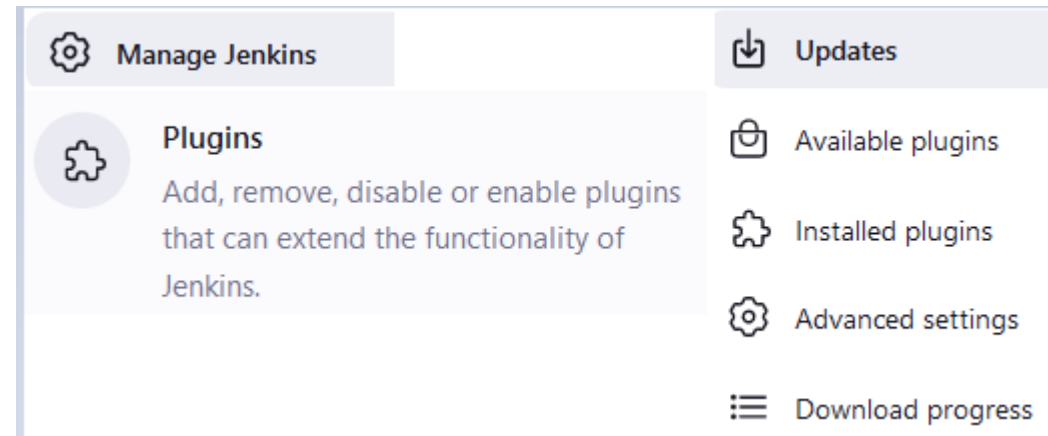 Manage Jenkins
Plugins
Add, remove, disable or enable plugins
that can extend the functionality of
Jenkins.
Updates
Available plugins
Installed plugins
Advanced settings
Download progress